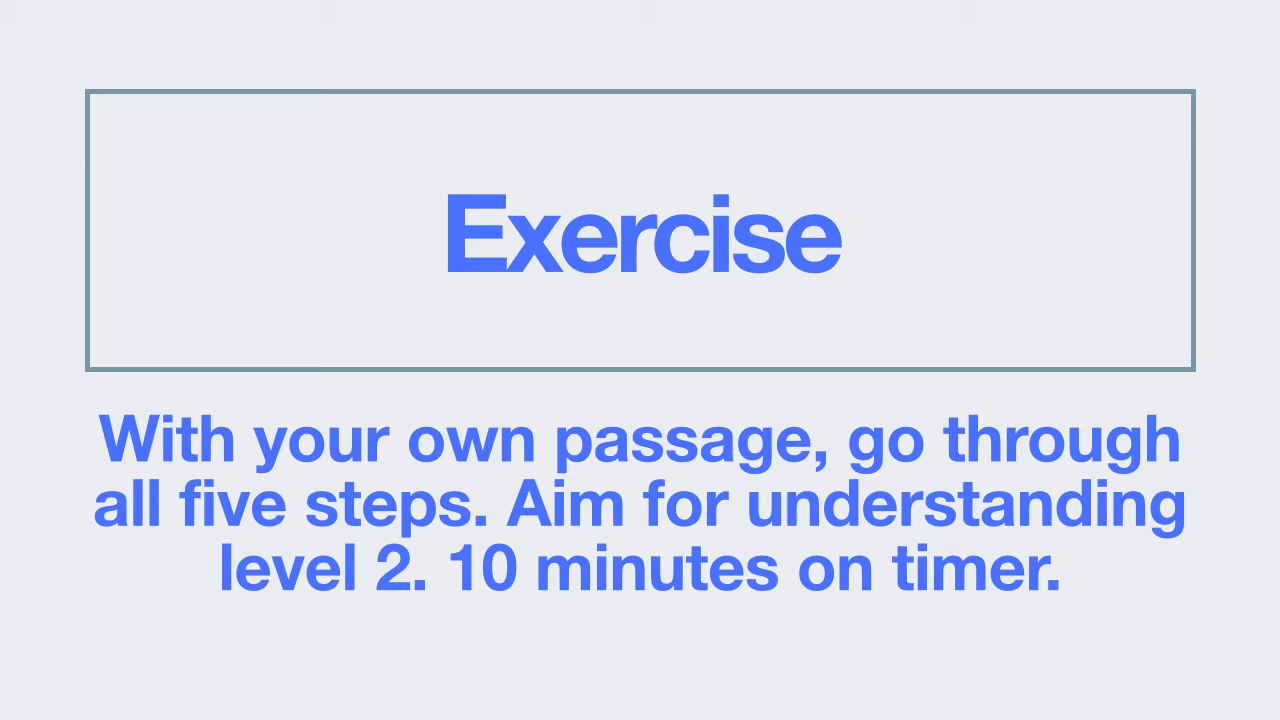 Exercise
With your own passage, go through
all five steps. Aim for understanding
level 2. 10 minutes on timer.